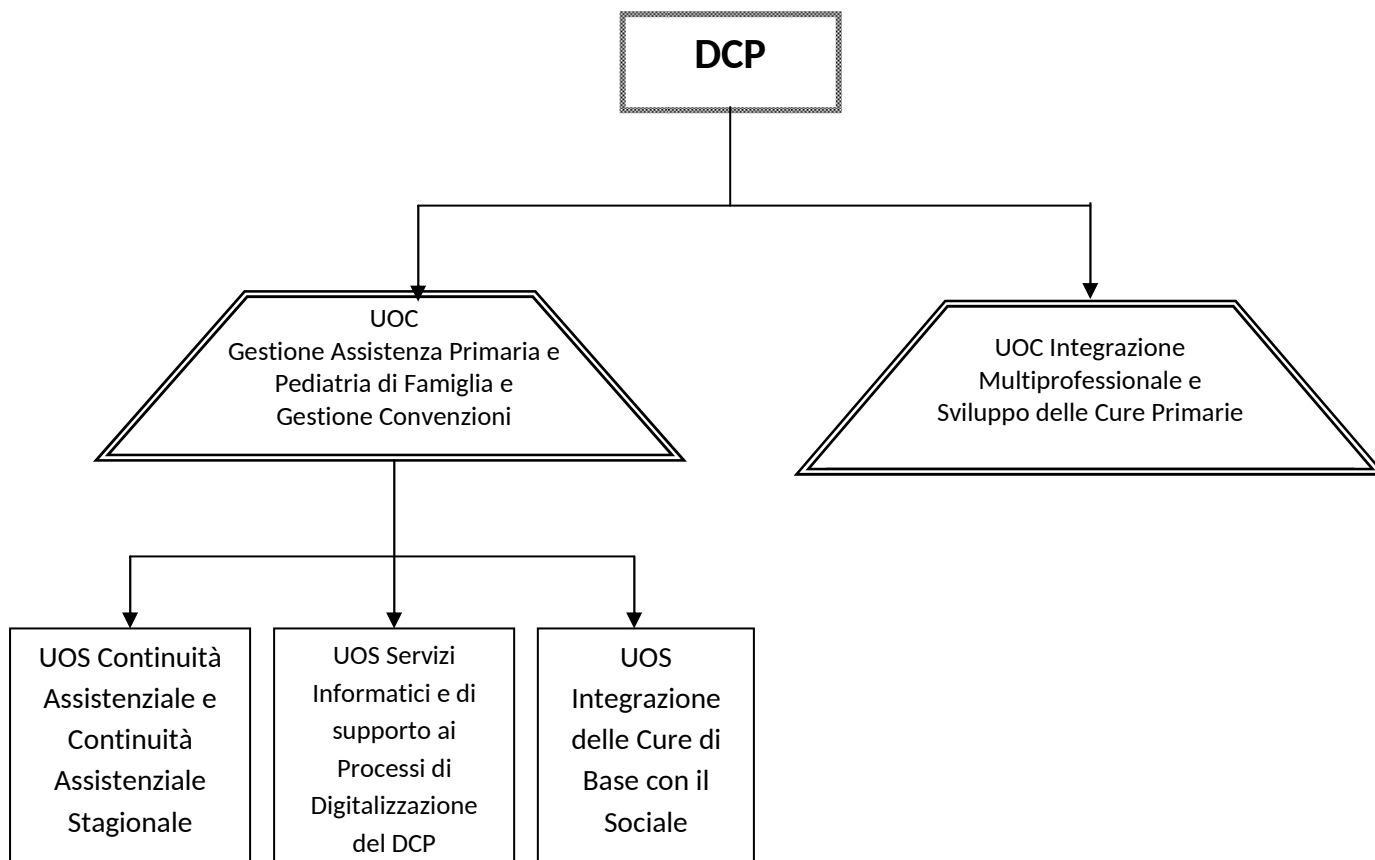 DCP
UOC
Gestione Assistenza Primaria e
Pediatria di Famiglia e
Gestione Convenzioni
UOC Integrazione
Multiprofessionale e
Sviluppo delle Cure Primarie
UOS Continuità
Assistenziale e
Continuità
Assistenziale
Stagionale
UOS Servizi
Informatici e di
supporto ai
Processi di
Digitalizzazione
del DCP
UOS
Integrazione
delle Cure di
Base con il
Sociale